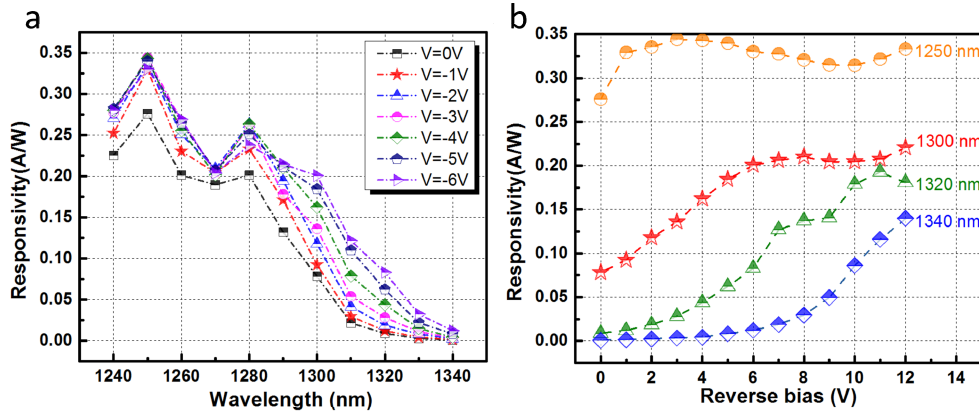 a
Responsivity(A/W)
0.35
0.30
0.25
0.20
0.15
0.10
0.05
0.00
V=0V
V=-1V
V=-2V
V=-3V
V=-4V
V=-5V
V=-6V
1240 1260 1280 1300 1320 1340
Wavelength (nm)
b
Responsivity(A/W)
0.35
0.30
0.25
0.20
0.15
0.10
0.05
0.00
1250 nm
1300 nm
1320 nm
1340 nm
0 2 4 6 8 10 12 14
Reverse bias (V)